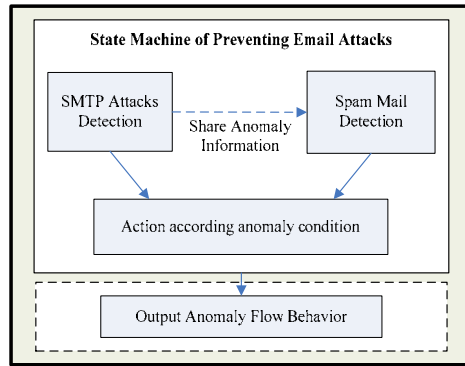 State Machine of Preventing Email Attacks
SMTP Attacks
Detection
Share Anomaly
Information
Spam Mail
Detection
Action according anomaly condition
Output Anomaly Flow Behavior